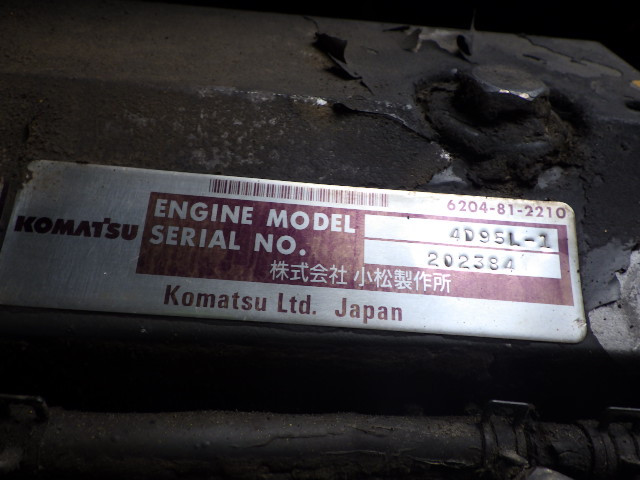 6204-81-2210
KOMATSU
ENGINE MODEL 4D95L-1
SERIAL NO. 202384
株式会社 小松製作所
Komatsu Ltd. Japan